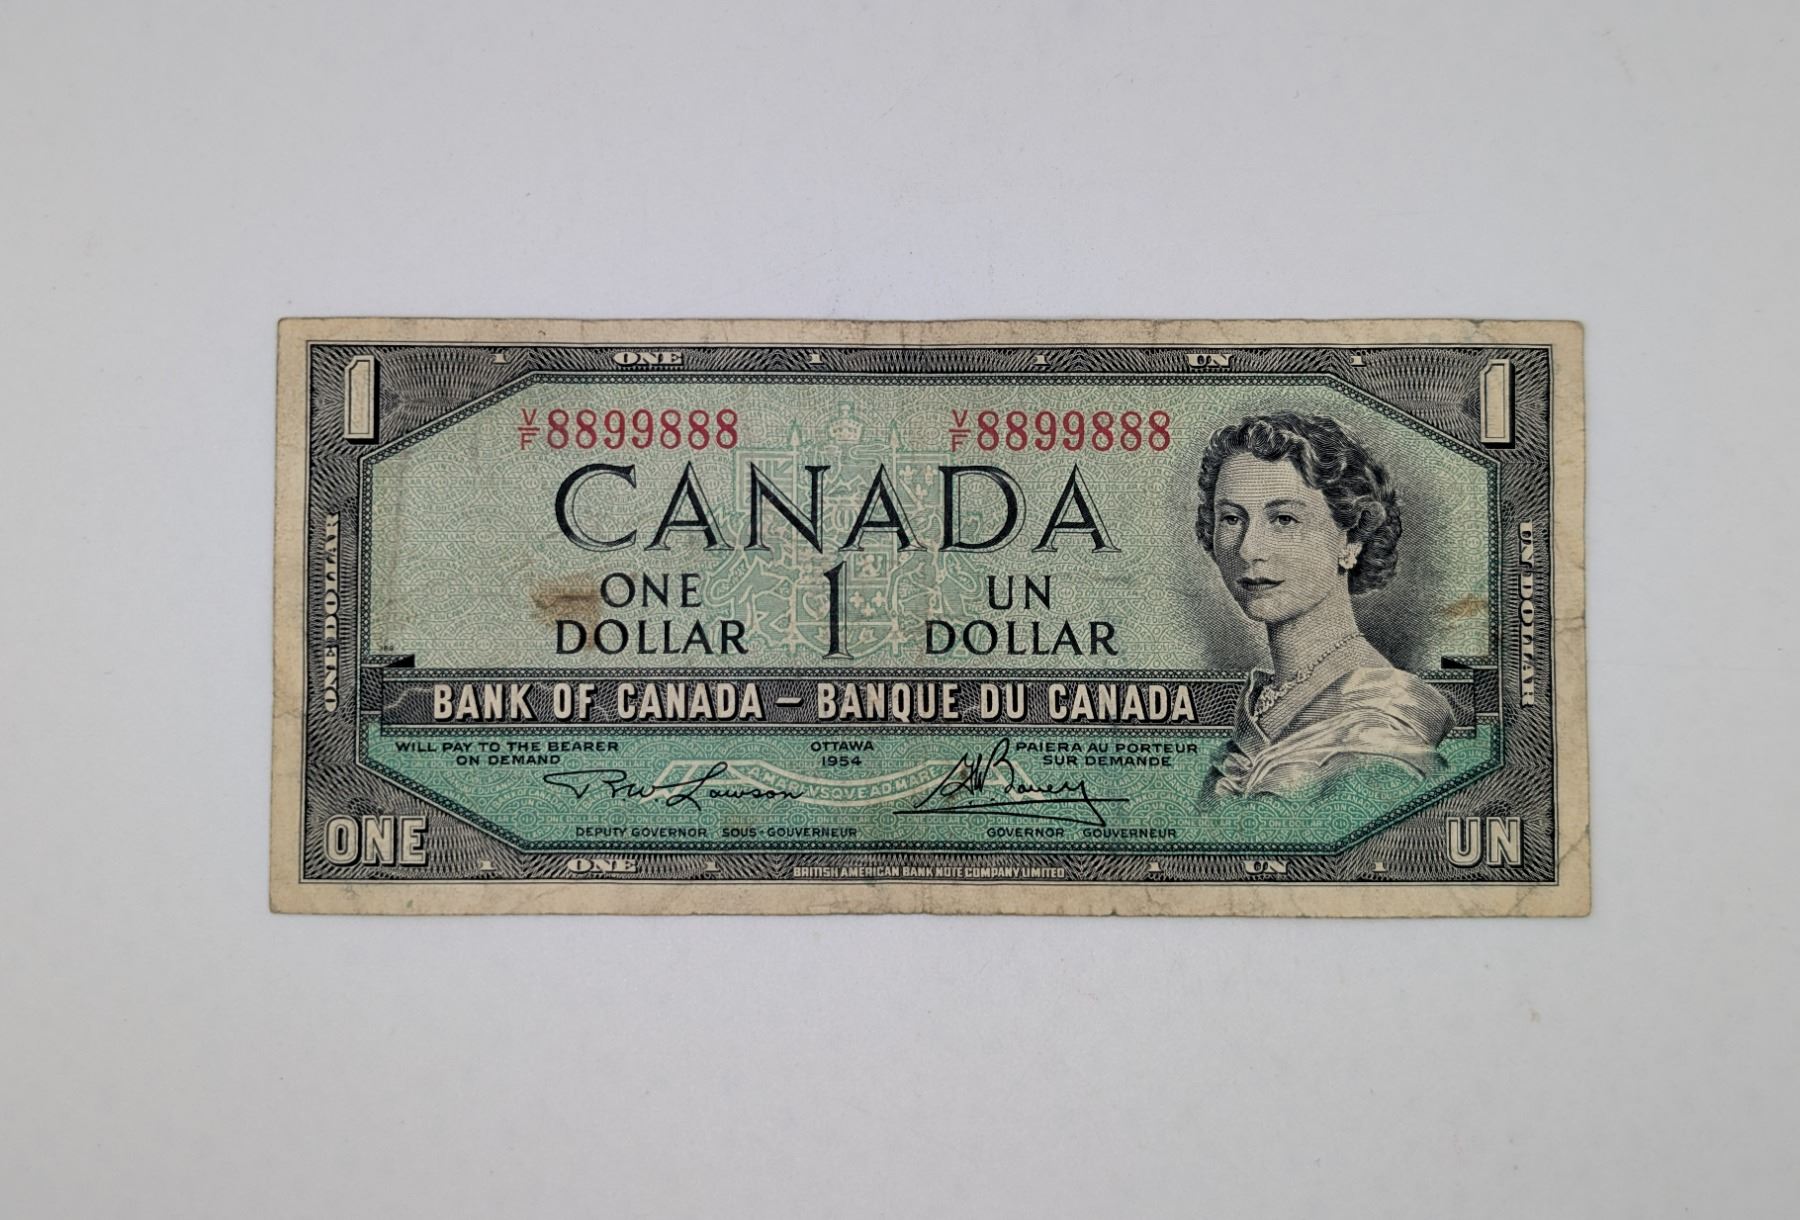 1 1 ONE 1 1 UN 1 1
V/F 8899888 V/F 8899888
CANADA
ONE 1 UN
DOLLAR DOLLAR
ONE DOLLAR
UN DOLLAR
BANK OF CANADA – BANQUE DU CANADA
WILL PAY TO THE BEARER OTTAWA PAIERA AU PORTEUR
ON DEMAND 1954 SUR DEMANDE
R.W. Lawson G.K. Bouey
DEPUTY GOVERNOR SOUS-GOUVERNEUR GOVERNOR GOUVERNEUR
ONE UN
1 ONE 1 BRITISH AMERICAN BANK NOTE COMPANY LIMITED 1 UN 1